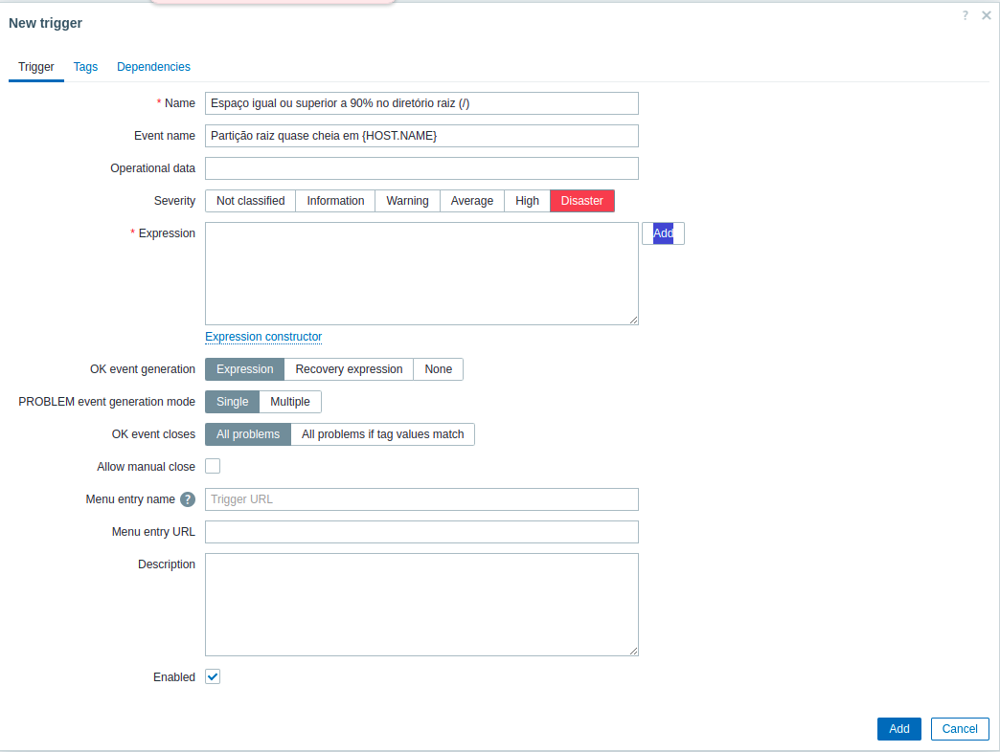 New trigger
?
Trigger Tags Dependencies
* Name Espaço igual ou superior a 90% no diretório raiz (/)
Event name Partição raiz quase cheia em {HOST.NAME}
Operational data
Severity Not classified Information Warning Average High Disaster
* Expression Add
Expression constructor
OK event generation Expression Recovery expression None
PROBLEM event generation mode Single Multiple
OK event closes All problems All problems if tag values match
Allow manual close
Menu entry name ? Trigger URL
Menu entry URL
Description
Enabled
Add Cancel